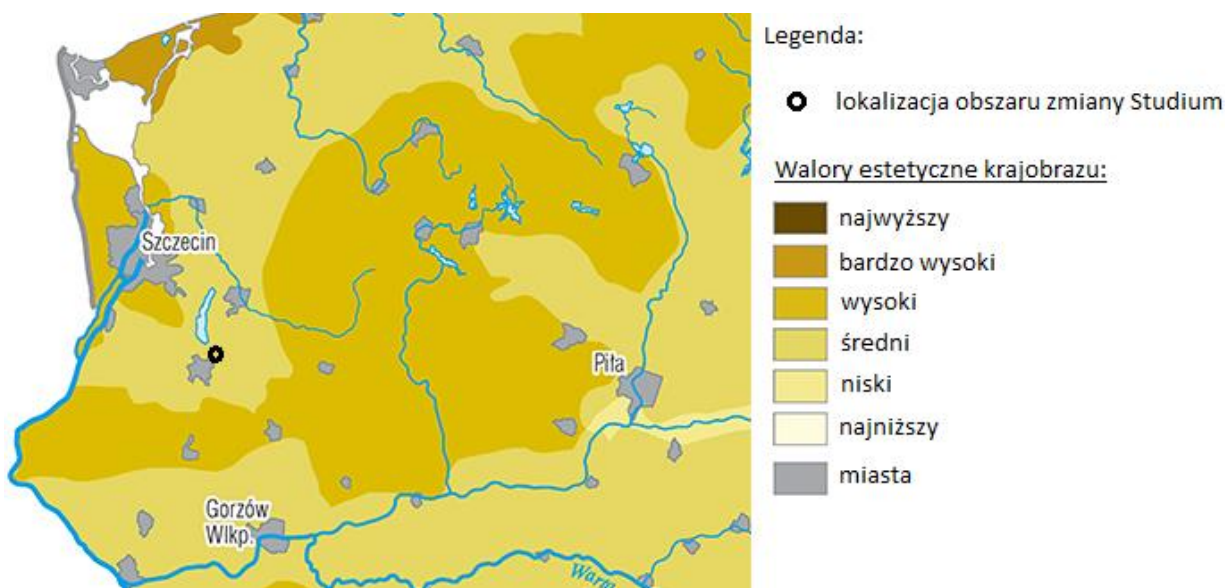 Szczecin
Piła
Gorzów
Wlkp.
Warta
Legenda:
lokalizacja obszaru zmiany Studium
Walory estetyczne krajobrazu:
najwyższy
bardzo wysoki
wysoki
średni
niski
najniższy
miasta